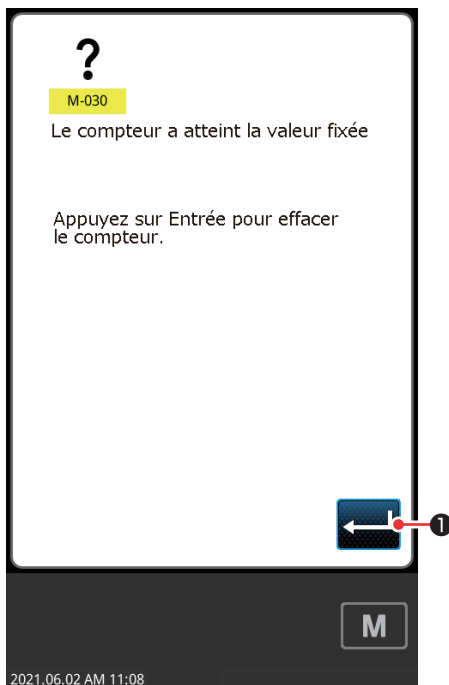 ?
M-030
Le compteur a atteint la valeur fixée
Appuyez sur Entrée pour effacer
le compteur.
❶
M
2021.06.02 AM 11:08